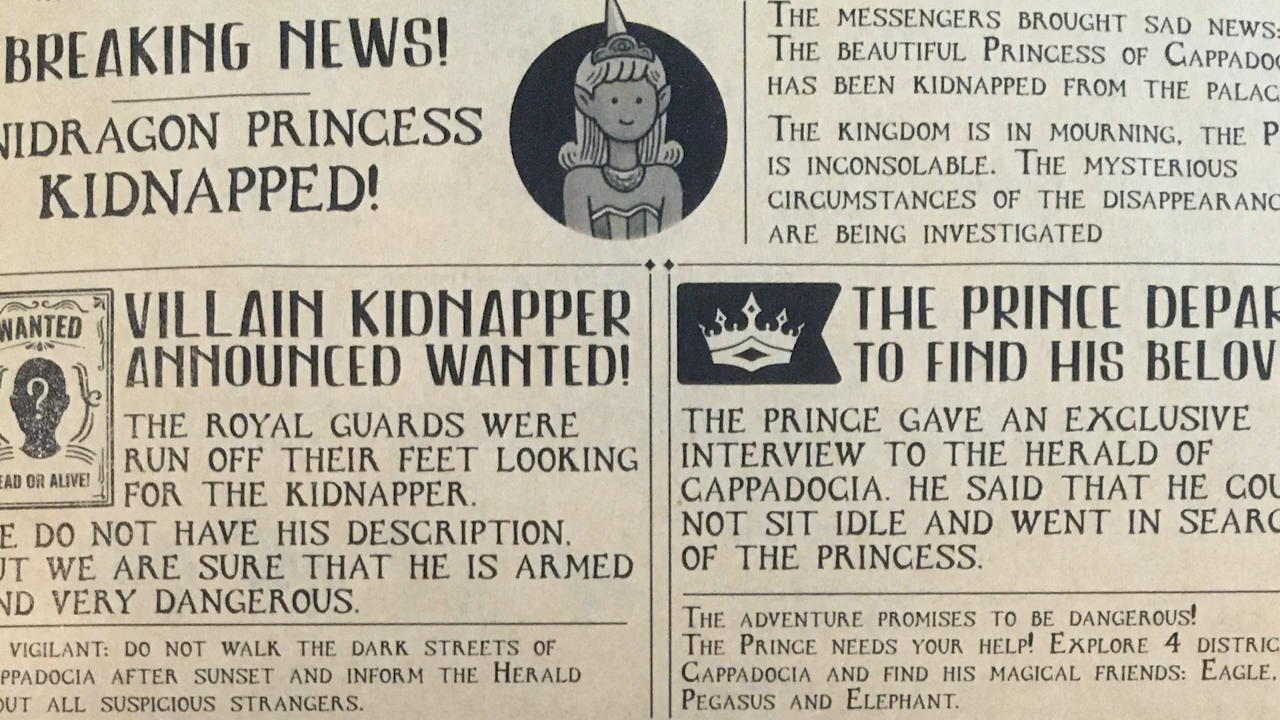 BREAKING NEWS!
NIDRAGON PRINCESS
KIDNAPPED!
THE MESSENGERS BROUGHT SAD NEWS:
THE BEAUTIFUL PRINCESS OF CAPPADOC
HAS BEEN KIDNAPPED FROM THE PALAC
THE KINGDOM IS IN MOURNING, THE P
IS INCONSOLABLE. THE MYSTERIOUS
CIRCUMSTANCES OF THE DISAPPEARANC
ARE BEING INVESTIGATED
WANTED
?
EAD OR ALIVE!
VILLAIN KIDNAPPER
ANNOUNCED WANTED!
THE ROYAL GUARDS WERE
RUN OFF THEIR FEET LOOKING
FOR THE KIDNAPPER.
E DO NOT HAVE HIS DESCRIPTION.
UT WE ARE SURE THAT HE IS ARMED
ND VERY DANGEROUS.
VIGILANT: DO NOT WALK THE DARK STREETS OF
PPADOCIA AFTER SUNSET AND INFORM THE HERALD
OUT ALL SUSPICIOUS STRANGERS.
THE PRINCE DEPAR
TO FIND HIS BELOV
THE PRINCE GAVE AN EXCLUSIVE
INTERVIEW TO THE HERALD OF
CAPPADOCIA. HE SAID THAT HE COU
NOT SIT IDLE AND WENT IN SEARC
OF THE PRINCESS.
THE ADVENTURE PROMISES TO BE DANGEROUS!
THE PRINCE NEEDS YOUR HELP! EXPLORE 4 DISTRIC
CAPPADOCIA AND FIND HIS MAGICAL FRIENDS: EAGLE,
PEGASUS AND ELEPHANT.